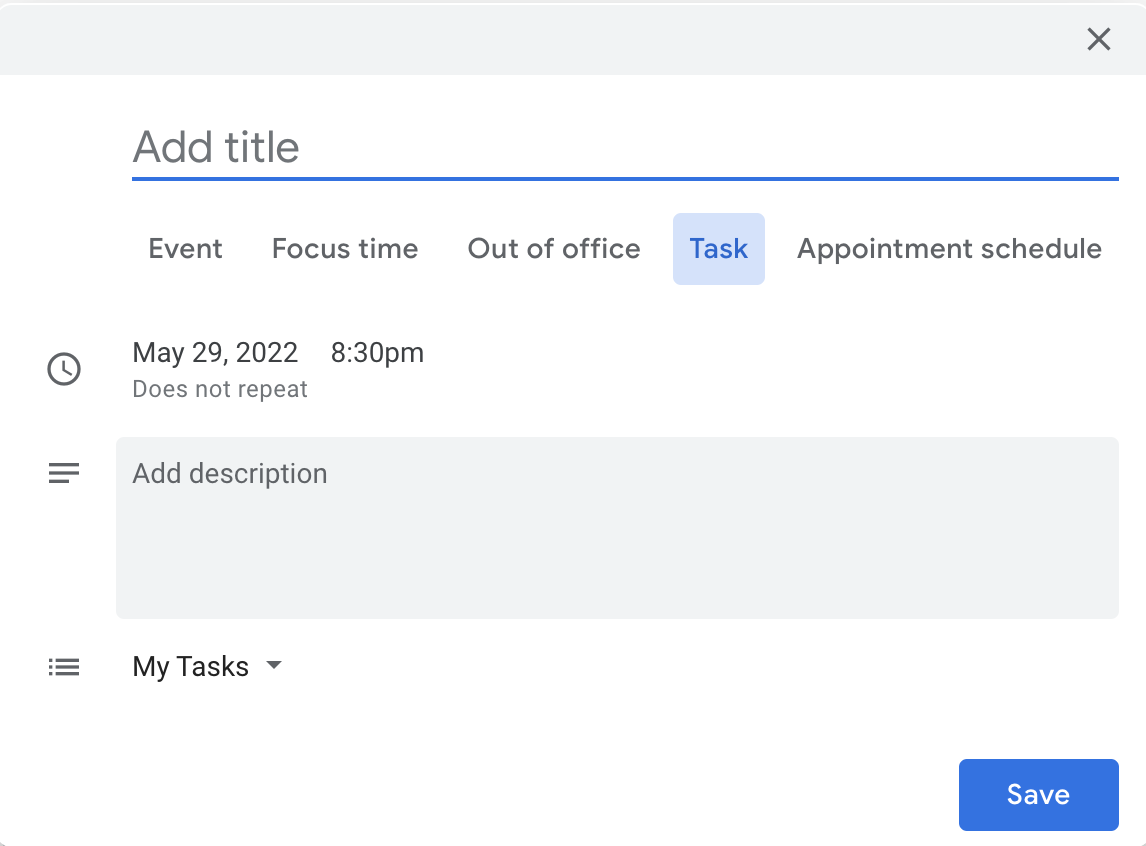 Add title
Event Focus time Out of office Task Appointment schedule
May 29, 2022 8:30pm
Does not repeat
Add description
My Tasks
Save